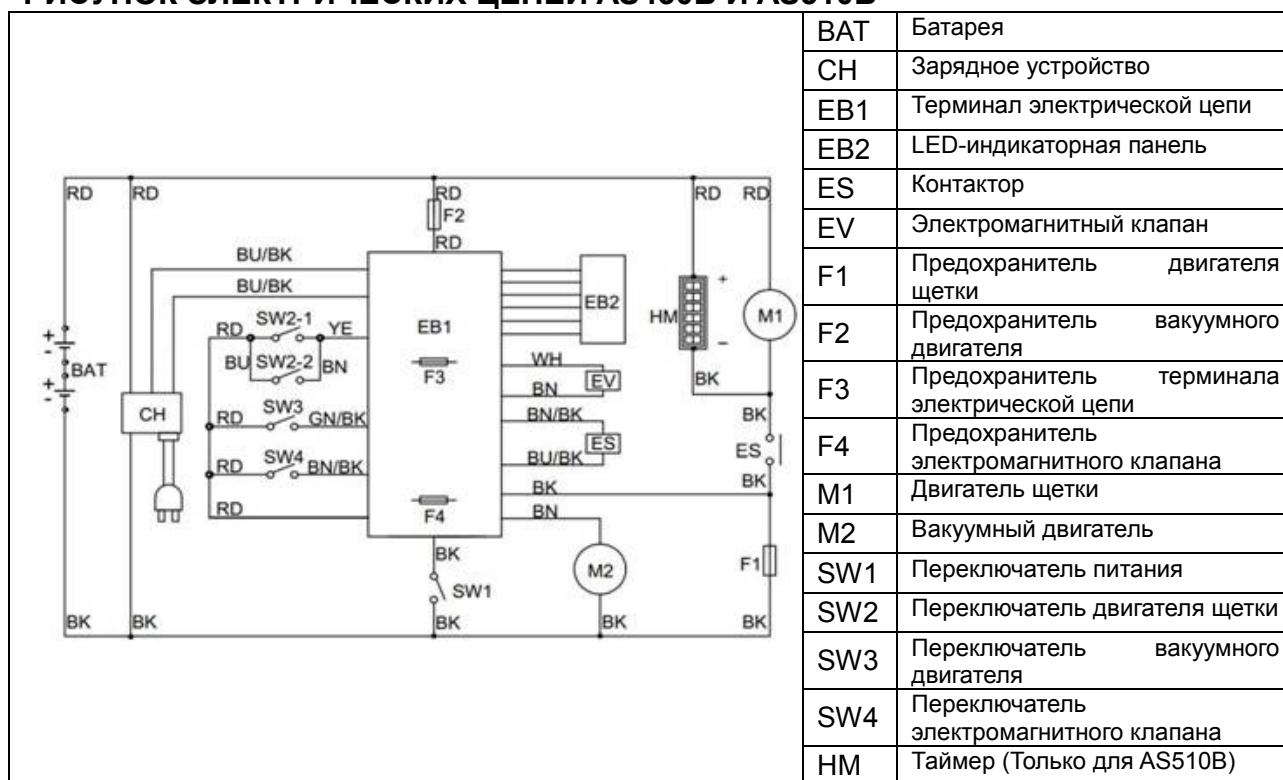 РИСУНОК ЭЛЕКТРИЧЕСКИХ ЦЕПЕЙ И AS510B
RD RD RD RD RD
F2
RD
BU/BK
BU/BK
SW2-1
RD YE
BU SW2-2 BN
SW3
RD GN/BK
SW4
RD BN/BK
RD
+
-
BAT
+
-
CH
EB1
F3
F4
EB2
WH
EV
BN
BN/BK
ES
BU/BK
BK
BN
HM
+
–
M1
BK
BK
ES
BK
F1
M2
BK
SW1
BK BK BK BK BK
BAT Батарея
CH Зарядное устройство
EB1 Терминал электрической цепи
EB2 LED-индикаторная панель
ES Контактор
EV Электромагнитный клапан
F1 Предохранитель двигателя
щетки
F2 Предохранитель вакуумного
двигателя
F3 Предохранитель терминала
электрической цепи
F4 Предохранитель
электромагнитного клапана
M1 Двигатель щетки
M2 Вакуумный двигатель
SW1 Переключатель питания
SW2 Переключатель двигателя щетки
SW3 Переключатель вакуумного
двигателя
SW4 Переключатель
электромагнитного клапана
HM Таймер (Только для AS510B)